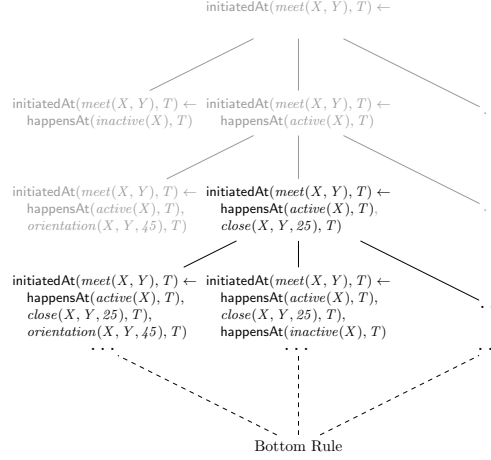 initiatedAt(meet(X, Y), T) ←
initiatedAt(meet(X, Y), T) ← initiatedAt(meet(X, Y), T) ←
happensAt(inactive(X), T) happensAt(active(X), T)
initiatedAt(meet(X, Y), T) ← initiatedAt(meet(X, Y), T) ←
happensAt(active(X), T), happensAt(active(X), T),
orientation(X, Y, 45), T) close(X, Y, 25), T)
initiatedAt(meet(X, Y), T) ← initiatedAt(meet(X, Y), T) ←
happensAt(active(X), T), happensAt(active(X), T),
close(X, Y, 25), T), close(X, Y, 25), T),
orientation(X, Y, 45), T) happensAt(inactive(X), T)
... ... ..
Bottom Rule